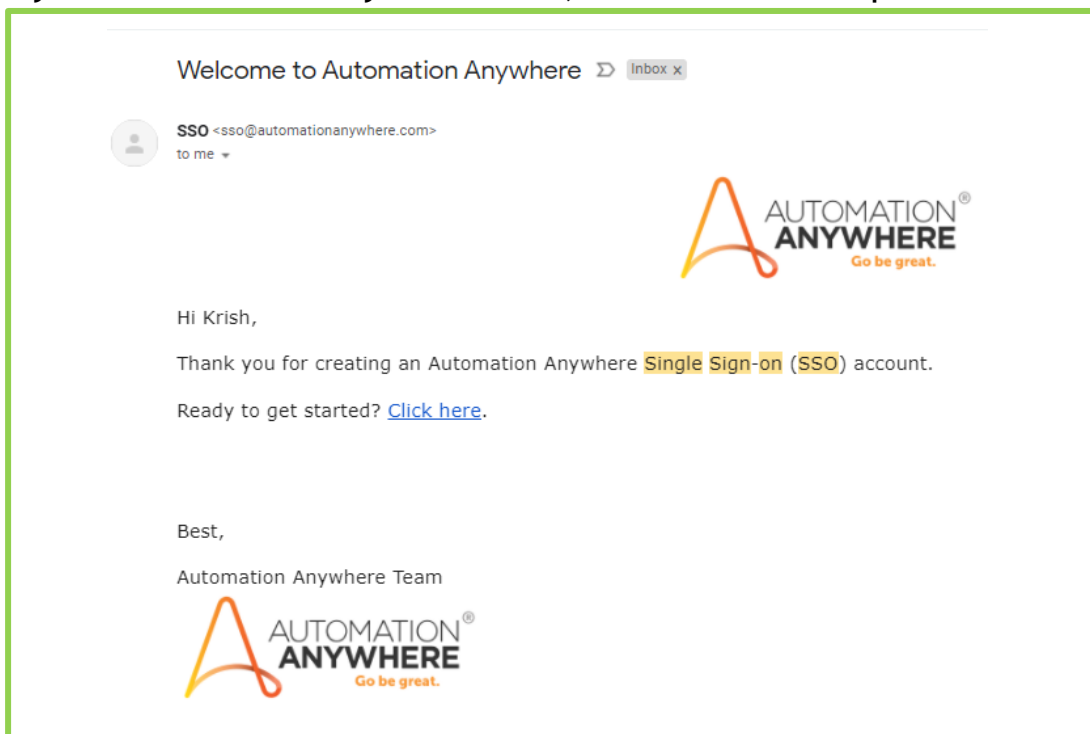 Welcome to Automation Anywhere Inbox x
SSO <sso@automationanywhere.com>
to me
AUTOMATION®
ANYWHERE
Go be great.
Hi Krish,
Thank you for creating an Automation Anywhere Single Sign-on (SSO) account.
Ready to get started? Click here.
Best,
Automation Anywhere Team
AUTOMATION®
ANYWHERE
Go be great.